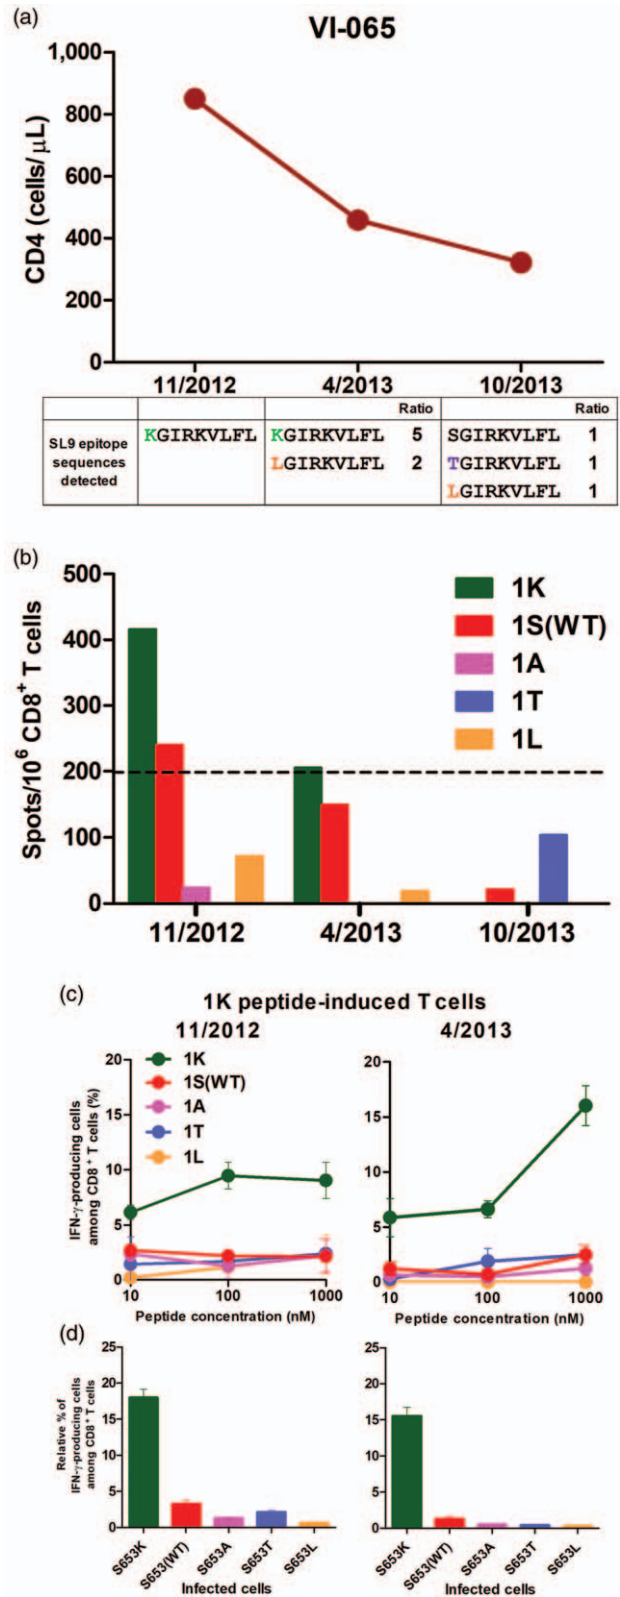 (a)
VI-065
CD4 (cells/μL)
1,000
800
600
400
200
0
11/2012 4/2013 10/2013
Ratio Ratio
SL9 epitope
sequences
detected
KGIRKVLFL KGIRKVLFL 5 SGIRKVLFL 1
LGIRKVLFL 2 TGIRKVLFL 1
LGIRKVLFL 1
(b)
Spots/10⁶ CD8⁺ T cells
500
400
300
200
100
0
1K
1S(WT)
1A
1T
1L
11/2012 4/2013 10/2013
(c)
1K peptide-induced T cells
11/2012 4/2013
IFN-γ-producing cells
among CD8⁺ T cells (%)
20 20
15 15
10 10
5 5
0 0
1K
1S(WT)
1A
1T
1L
10 100 1000 10 100 1000
Peptide concentration (nM) Peptide concentration (nM)
(d)
Relative % of
IFN-γ-producing cells
among CD8⁺ T cells
25 25
20 20
15 15
10 10
5 5
0 0
S653K S653(WT) S653A S653T S653L S653K S653(WT) S653A S653T S653L
Infected cells Infected cells